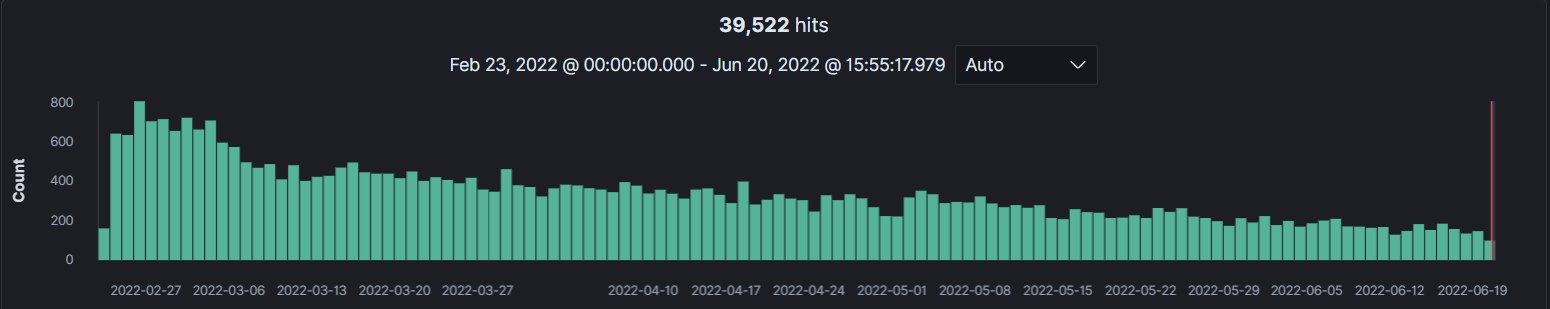 39,522 hits
Feb 23, 2022 @ 00:00:00.000 - Jun 20, 2022 @ 15:55:17.979 Auto
Count
800
600
400
200
0
2022-02-27 2022-03-06 2022-03-13 2022-03-20 2022-03-27 2022-04-10 2022-04-17 2022-04-24 2022-05-01 2022-05-08 2022-05-15 2022-05-22 2022-05-29 2022-06-05 2022-06-12 2022-06-19